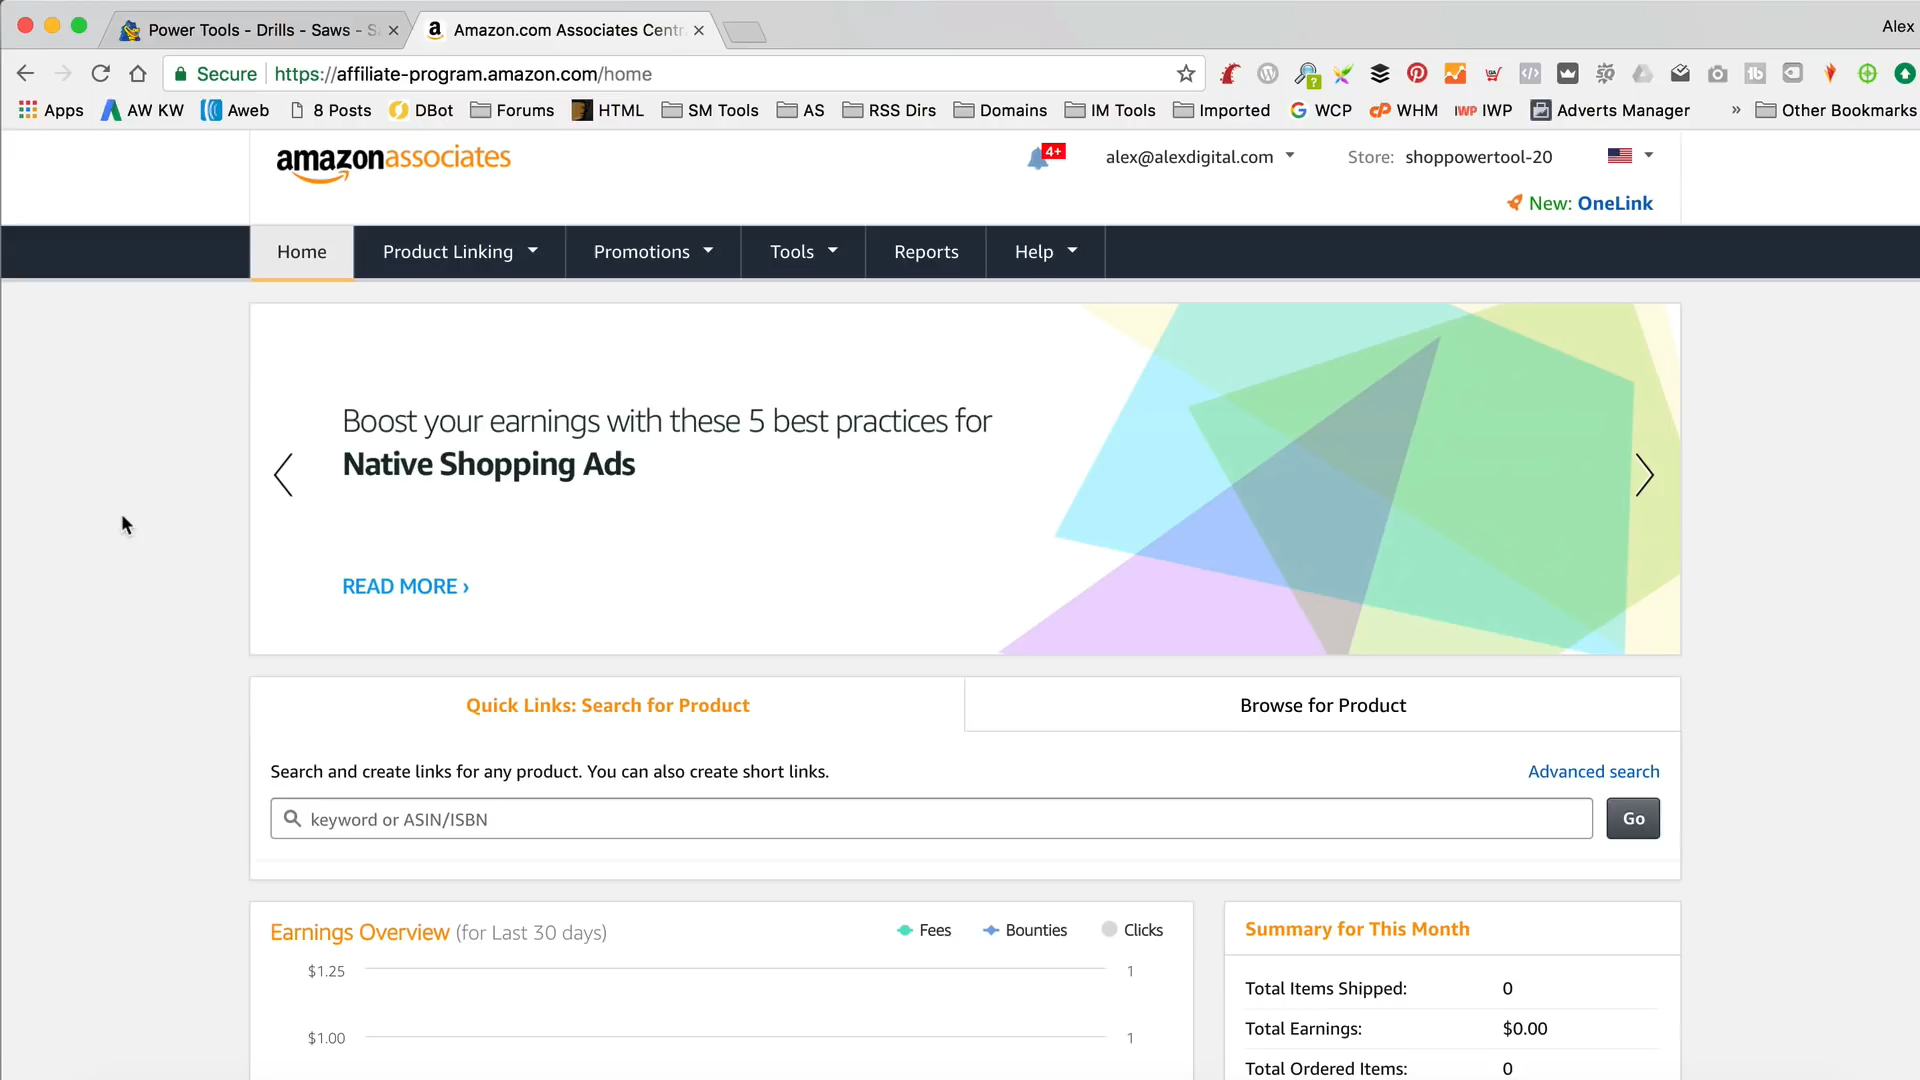 Power Tools - Drills - Saws - S
Amazon.com Associates Centr
Alex
Secure https://affiliate-program.amazon.com/home
Apps AW KW Aweb 8 Posts DBot Forums HTML SM Tools AS RSS Dirs Domains IM Tools Imported WCP WHM IWP IWP Adverts Manager » Other Bookmarks
amazonassociates
4+
alex@alexdigital.com
Store: shoppowertool-20
New: OneLink
Home Product Linking Promotions Tools Reports Help
Boost your earnings with these 5 best practices for
Native Shopping Ads
READ MORE ›
Quick Links: Search for Product
Browse for Product
Search and create links for any product. You can also create short links.
Advanced search
keyword or ASIN/ISBN
Go
Earnings Overview (for Last 30 days)
Fees Bounties Clicks
$1.25 1
$1.00 1
Summary for This Month
Total Items Shipped: 0
Total Earnings: $0.00
Total Ordered Items: 0